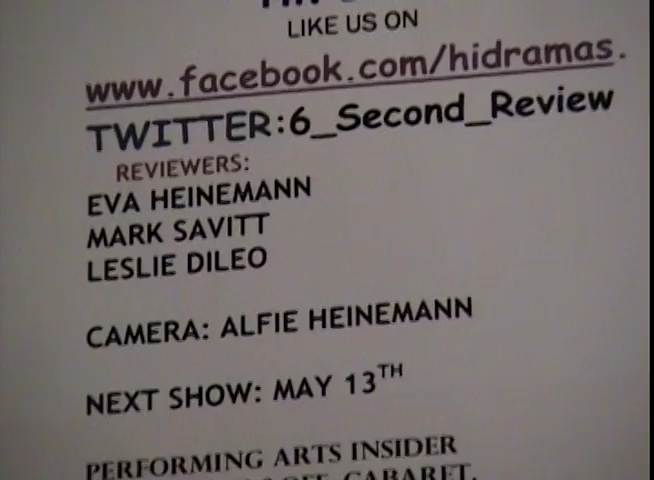 LIKE US ON
www.facebook.com/hidramas.
TWITTER:6_Second_Review
REVIEWERS:
EVA HEINEMANN
MARK SAVITT
LESLIE DILEO
CAMERA: ALFIE HEINEMANN
NEXT SHOW: MAY 13TH
PERFORMING ARTS INSIDER
CABARET.